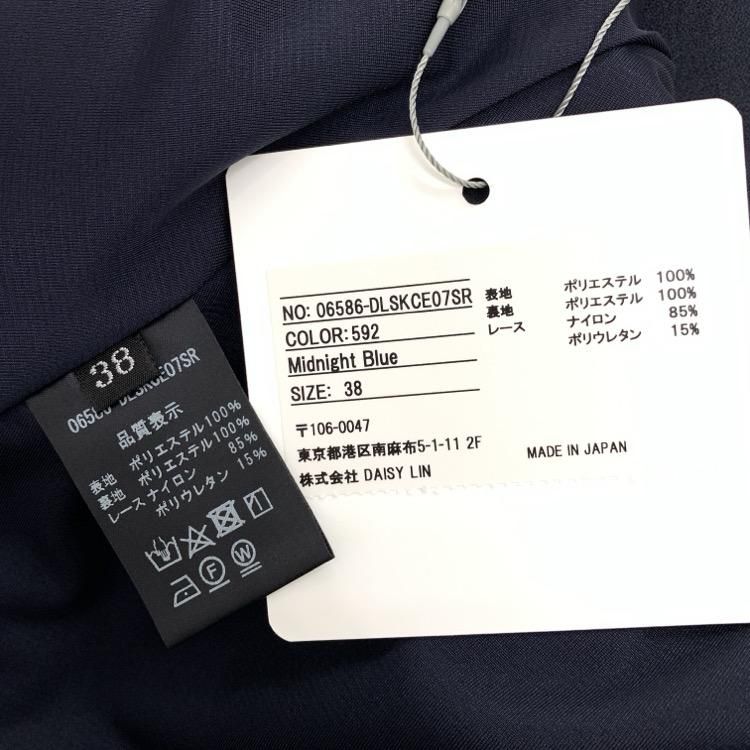 38
NO: 06586-DLSKCE07SR
COLOR:592
Midnight Blue
SIZE: 38
表地 ポリエステル 100%
裏地 ポリエステル 100%
レース ナイロン 85%
ポリウレタン 15%
〒106-0047
東京都港区南麻布5-1-11 2F
株式会社 DAISY LIN
MADE IN JAPAN
品質表示
表地 ポリエステル100%
裏地 ポリエステル100%
レース ナイロン 85%
ポリウレタン 15%
F W